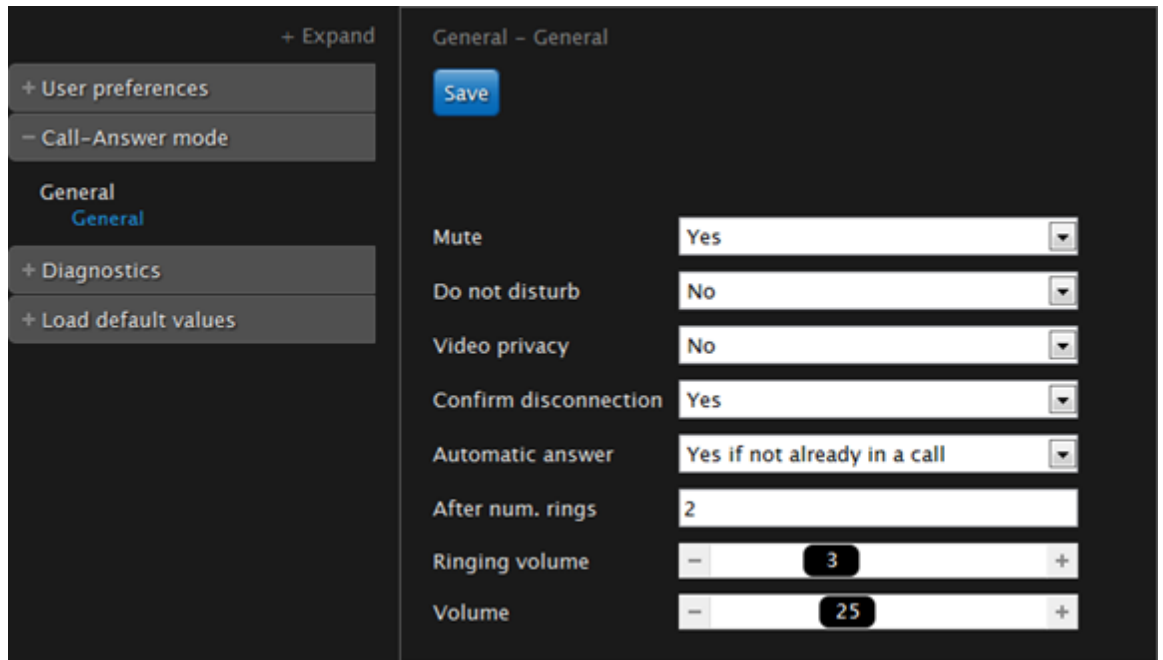 + Expand
+ User preferences
- Call-Answer mode
General
General
+ Diagnostics
+ Load default values
General - General
Save
Mute Yes
Do not disturb No
Video privacy No
Confirm disconnection Yes
Automatic answer Yes if not already in a call
After num. rings 2
Ringing volume - 3 +
Volume - 25 +